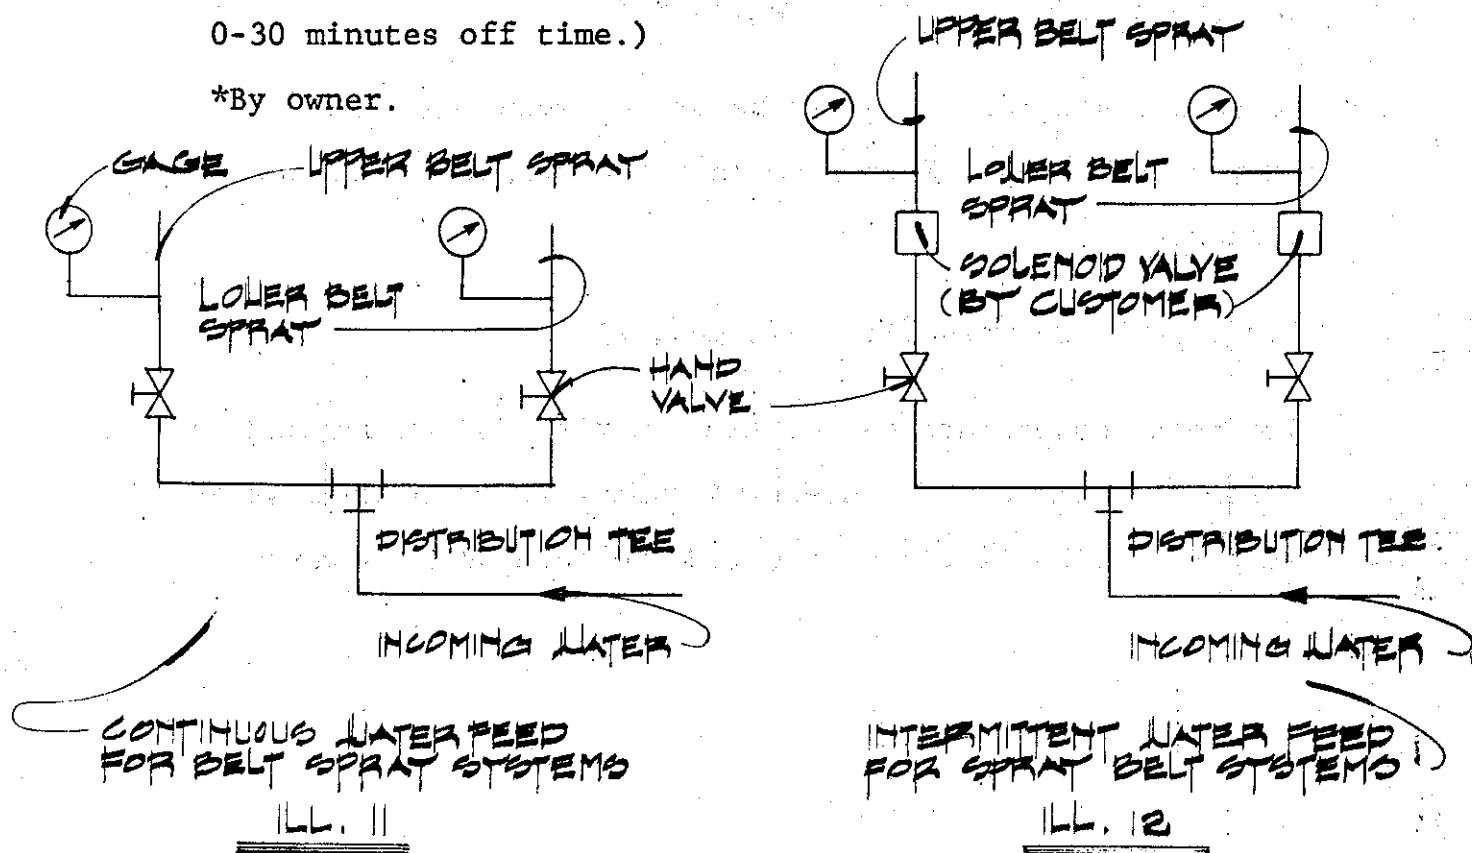 0-30 minutes off time.)
*By owner.
GAGE
UPPER BELT SPRAY
LOWER BELT
SPRAY
HAND
VALVE
DISTRIBUTION TEE
INCOMING WATER
CONTINUOUS WATER FEED
FOR BELT SPRAY SYSTEMS
ILL. 11
UPPER BELT SPRAY
LOWER BELT
SPRAY
SOLENOID VALVE
(BY CUSTOMER)
DISTRIBUTION TEE
INCOMING WATER
INTERMITTENT WATER FEED
FOR SPRAY BELT SYSTEMS
ILL. 12